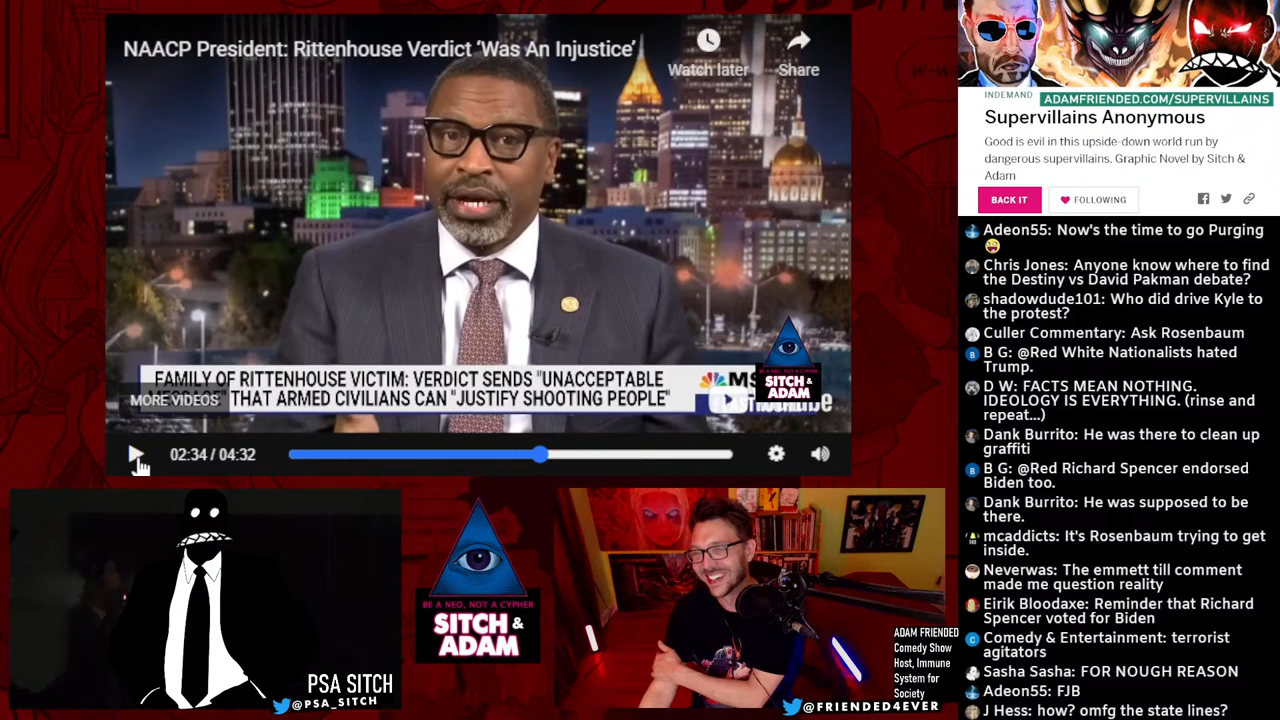 NAACP President: Rittenhouse Verdict 'Was An Injustice'
Watch later
Share
FAMILY OF RITTENHOUSE VICTIM: VERDICT SENDS "UNACCEPTABLE
THAT ARMED CIVILIANS CAN "JUSTIFY SHOOTING PEOPLE"
MORE VIDEOS
BE A NEO, NOT A CYPHER
SITCH &
ADAM
02:34 / 04:32
PSA SITCH
@PSA_SITCH
BE A NEO, NOT A CYPHER
SITCH &
ADAM
ADAM FRIENDED
Comedy Show
Host, Immune
System for
Society
@FRIENDED4EVER
INDEMAND
ADAMFRIENDED.COM/SUPERVILLAINS
Supervillains Anonymous
Good is evil in this upside-down world run by
dangerous supervillains. Graphic Novel by Sitch &
Adam
BACK IT
FOLLOWING
Adeon55: Now's the time to go Purging
Chris Jones: Anyone know where to find
the Destiny vs David Pakman debate?
shadowdude101: Who did drive Kyle to
the protest?
Culler Commentary: Ask Rosenbaum
B G: @Red White Nationalists hated
Trump.
D W: FACTS MEAN NOTHING.
IDEOLOGY IS EVERYTHING. (rinse and
repeat...)
Dank Burrito: He was there to clean up
graffiti
B G: @Red Richard Spencer endorsed
Biden too.
Dank Burrito: He was supposed to be
there.
mcaddicts: It's Rosenbaum trying to get
inside.
Neverwas: The emmett till comment
made me question reality
Eirik Bloodaxe: Reminder that Richard
Spencer voted for Biden
Comedy & Entertainment: terrorist
agitators
Sasha Sasha: FOR NOUGH REASON
Adeon55: FJB
J Hess: how? omfg the state lines?